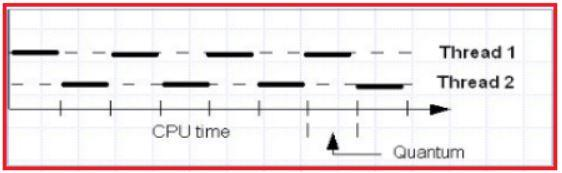 Thread 1
Thread 2
CPU time
Quantum